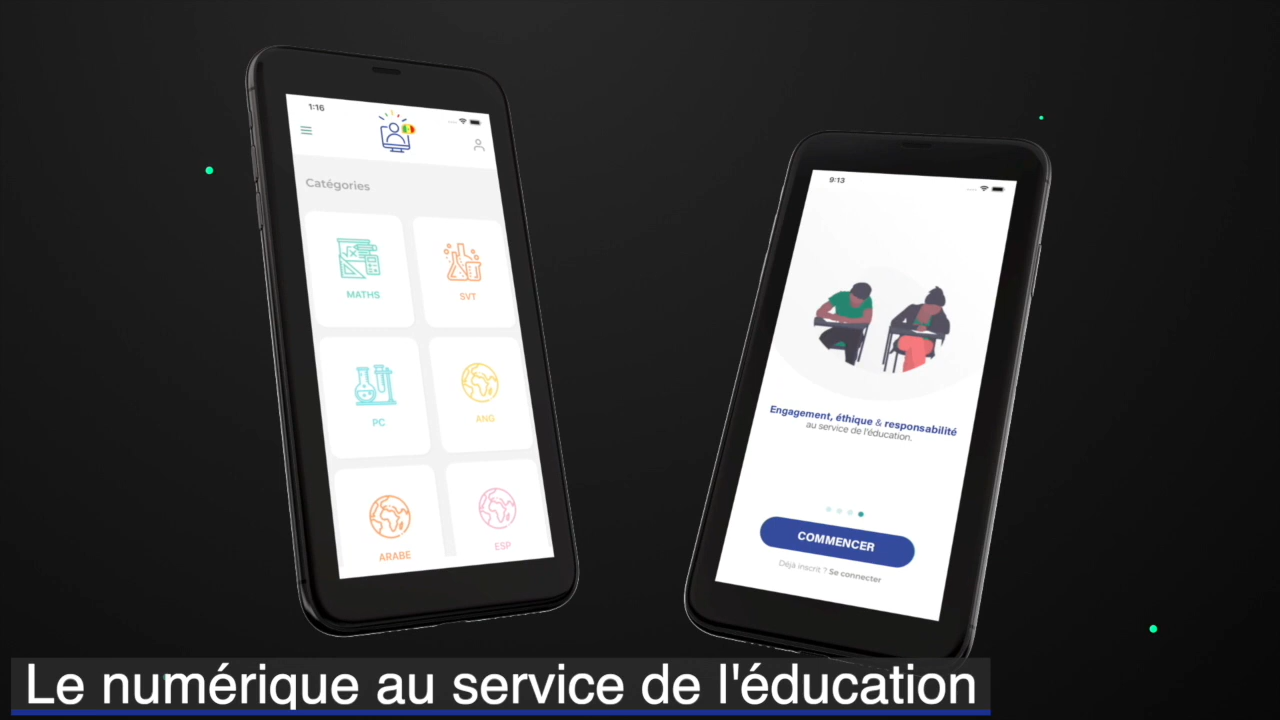 1:16
Catégories
MATHS
SVT
PC
ANG
ARABE
ESP
9:13
Engagement, éthique & responsabilité
au service de l'éducation.
COMMENCER
Déjà inscrit ? Se connecter
Le numérique au service de l'éducation